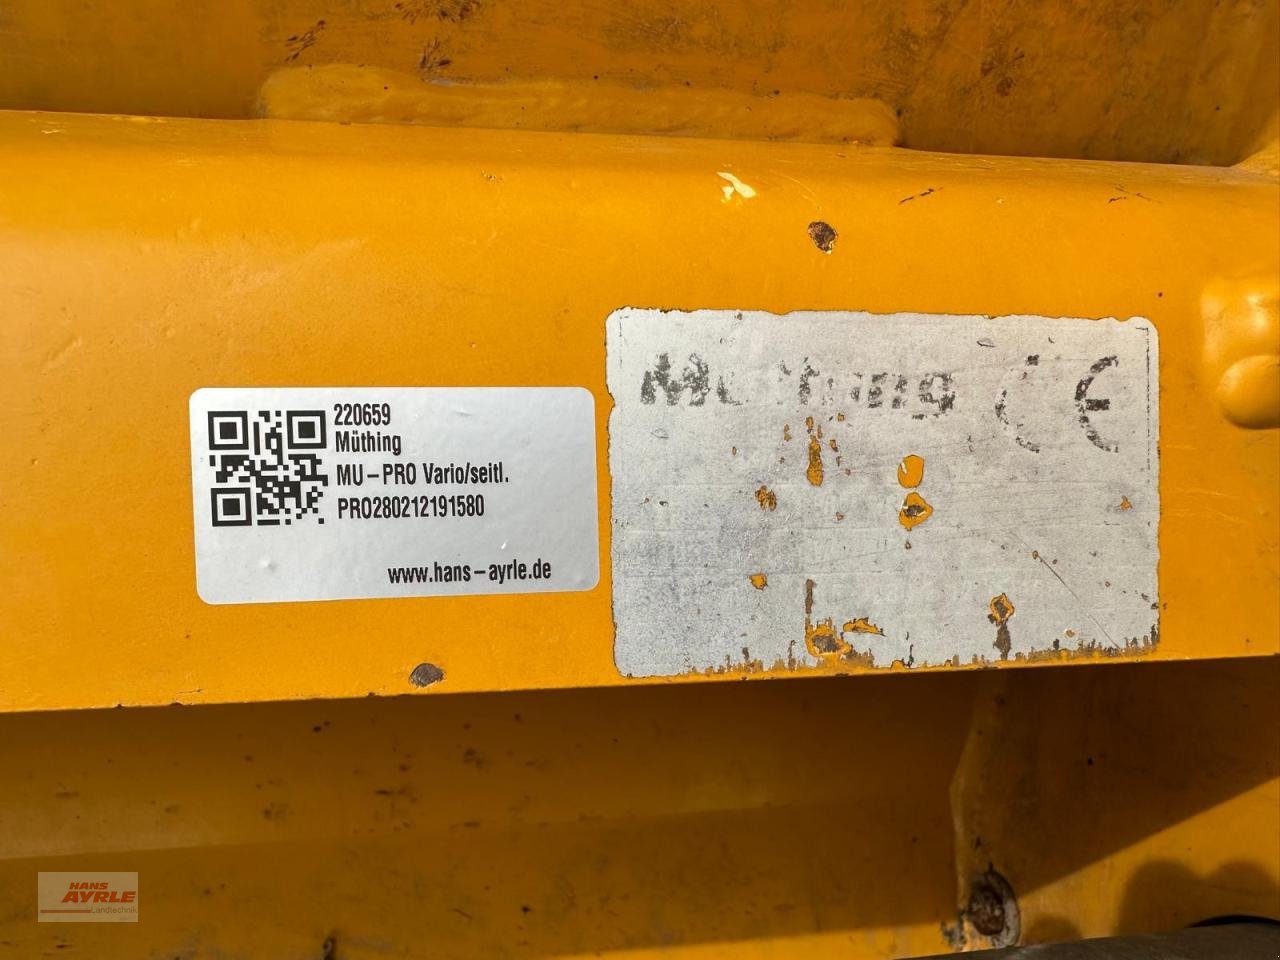 220659
Müthing
MU-PRO Vario/seitl.
PRO280212191580
www.hans-ayrle.de
Müthing CE
HANS
AYRLE
Landtechnik